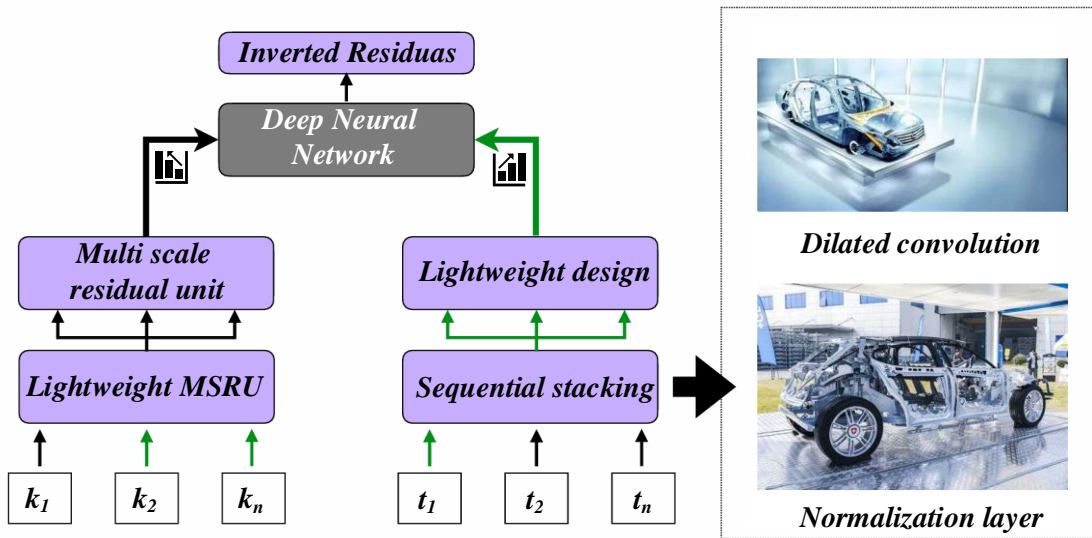 Inverted Residuas
Deep Neural
Network
Multi scale
residual unit
Lightweight design
Lightweight MSRU
Sequential stacking
k1
k2
kn
t1
t2
tn
Dilated convolution
Normalization layer